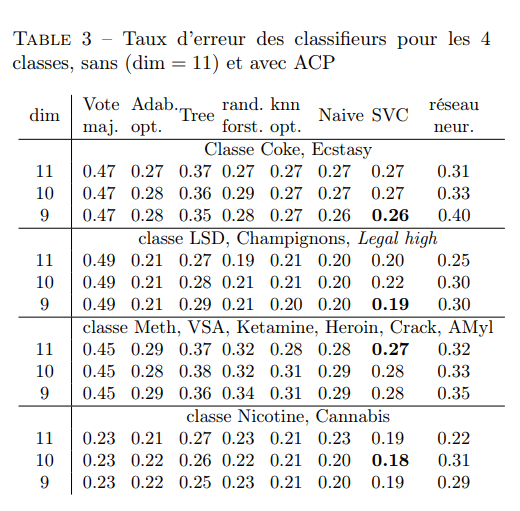 TABLE 3 – Taux d'erreur des classifieurs pour les 4
classes, sans (dim = 11) et avec ACP
dim Vote maj. Adab. opt. Tree rand. forst. knn opt. Naive SVC réseau neur.
Classe Coke, Ecstasy
11 0.47 0.27 0.37 0.27 0.27 0.27 0.27 0.31
10 0.47 0.28 0.36 0.29 0.27 0.27 0.27 0.33
9 0.47 0.28 0.35 0.28 0.27 0.26 0.26 0.40
classe LSD, Champignons, Legal high
11 0.49 0.21 0.27 0.19 0.21 0.20 0.20 0.25
10 0.49 0.21 0.28 0.21 0.21 0.20 0.22 0.30
9 0.49 0.21 0.29 0.21 0.20 0.20 0.19 0.30
classe Meth, VSA, Ketamine, Heroin, Crack, AMyl
11 0.45 0.29 0.37 0.32 0.28 0.28 0.27 0.32
10 0.45 0.28 0.38 0.32 0.31 0.29 0.28 0.33
9 0.45 0.29 0.36 0.34 0.31 0.29 0.28 0.35
classe Nicotine, Cannabis
11 0.23 0.21 0.27 0.23 0.21 0.23 0.19 0.22
10 0.23 0.22 0.26 0.22 0.21 0.20 0.18 0.31
9 0.23 0.22 0.25 0.23 0.21 0.20 0.19 0.29